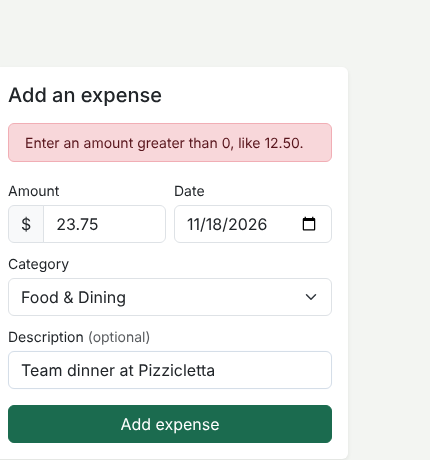 Add an expense
Enter an amount greater than 0, like 12.50.
Amount Date
$ 23.75 11/18/2026
Category
Food & Dining
Description (optional)
Team dinner at Pizzicletta
Add expense